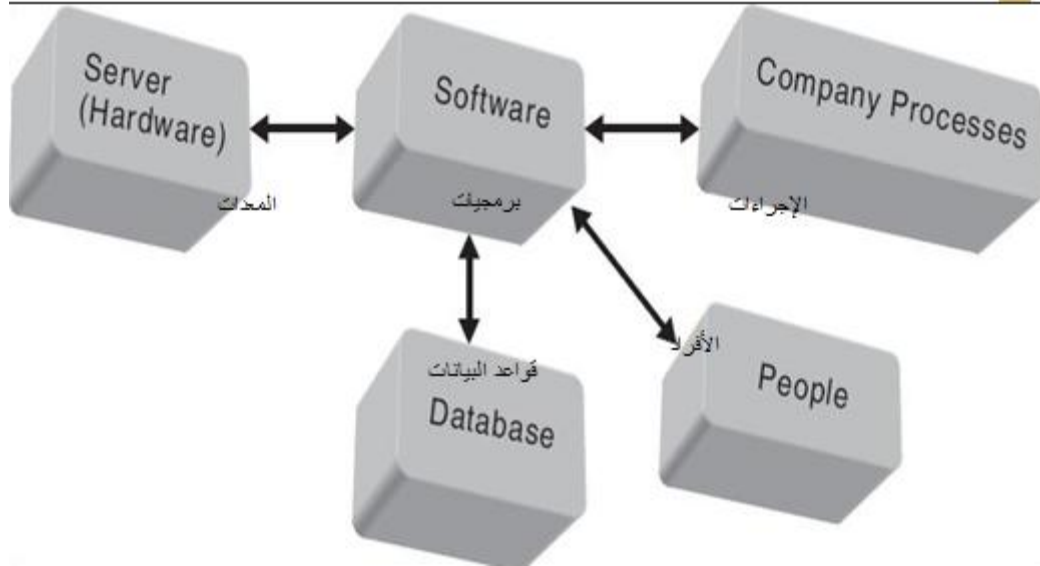 Server
(Hardware)
المعدات
Software
برمجيات
Company Processes
الإجراءات
قواعد البيانات
Database
الأفراد
People